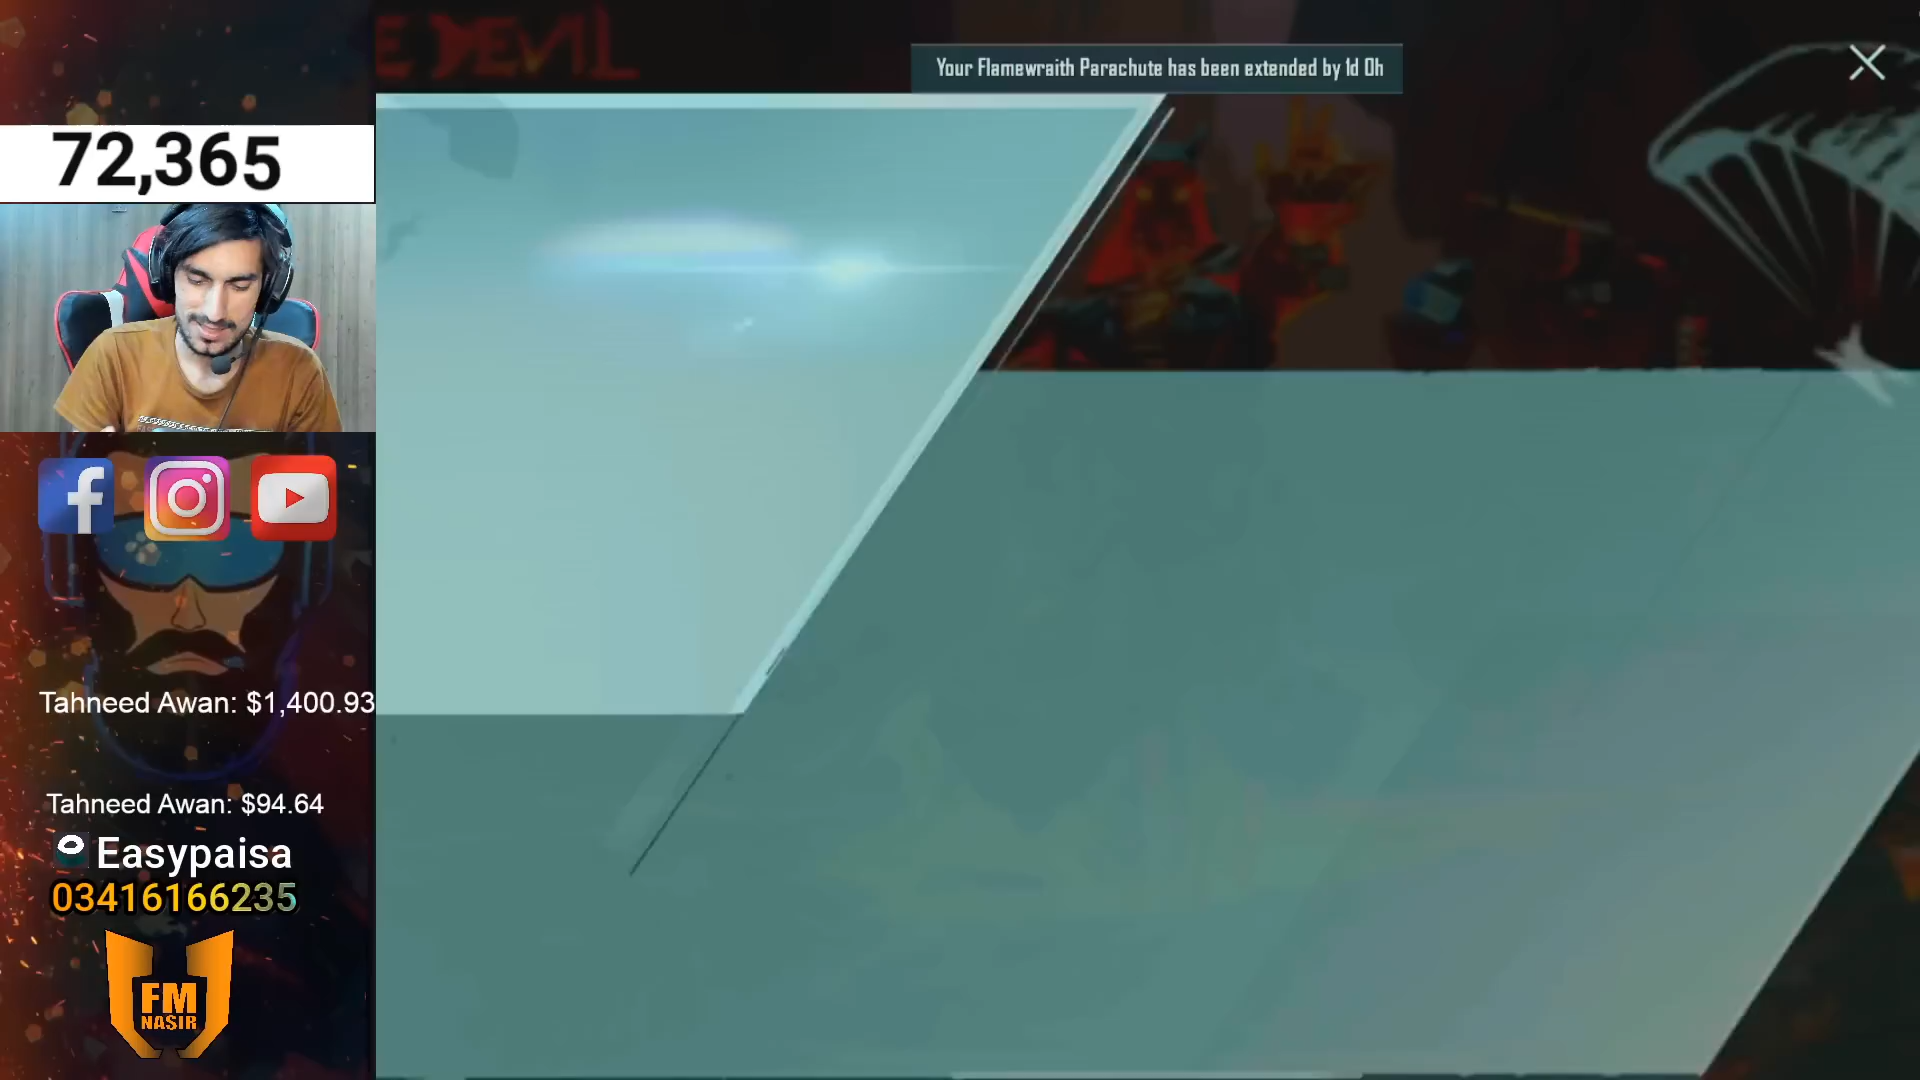 E DEVIL
Your Flamewraith Parachute has been extended by 1d 0h
72,365
Tahneed Awan: $1,400.93
Tahneed Awan: $94.64
Easypaisa
03416166235
FM
NASIR